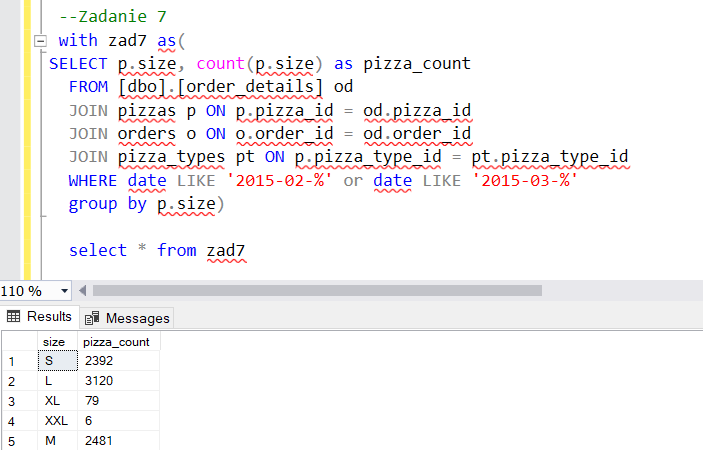 --Zadanie 7
with zad7 as(
SELECT p.size, count(p.size) as pizza_count
FROM [dbo].[order_details] od
JOIN pizzas p ON p.pizza_id = od.pizza_id
JOIN orders o ON o.order_id = od.order_id
JOIN pizza_types pt ON p.pizza_type_id = pt.pizza_type_id
WHERE date LIKE '2015-02-%' or date LIKE '2015-03-%'
group by p.size)
select * from zad7
110 %
Results Messages
size pizza_count
1 S 2392
2 L 3120
3 XL 79
4 XXL 6
5 M 2481